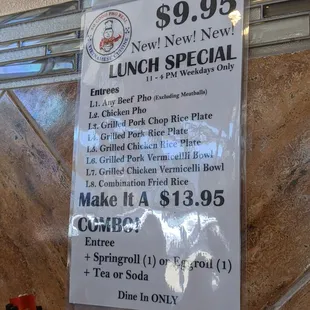 $9.95
New! New! New!
LUNCH SPECIAL
11 - 4 PM Weekdays Only
Entrees
L1. Any Beef Pho (Excluding Meatballs)
L2. Chicken Pho
L3. Grilled Pork Chop Rice Plate
L4. Grilled Pork Rice Plate
L5. Grilled Chicken Rice Plate
L6. Grilled Pork Vermicellli Bowl
L7. Grilled Chicken Vermicelli Bowl
L8. Combination Fried Rice
Make It A $13.95
COMBO!
Entree
+ Springroll (1) or Eggroll (1)
+ Tea or Soda
Dine In ONLY